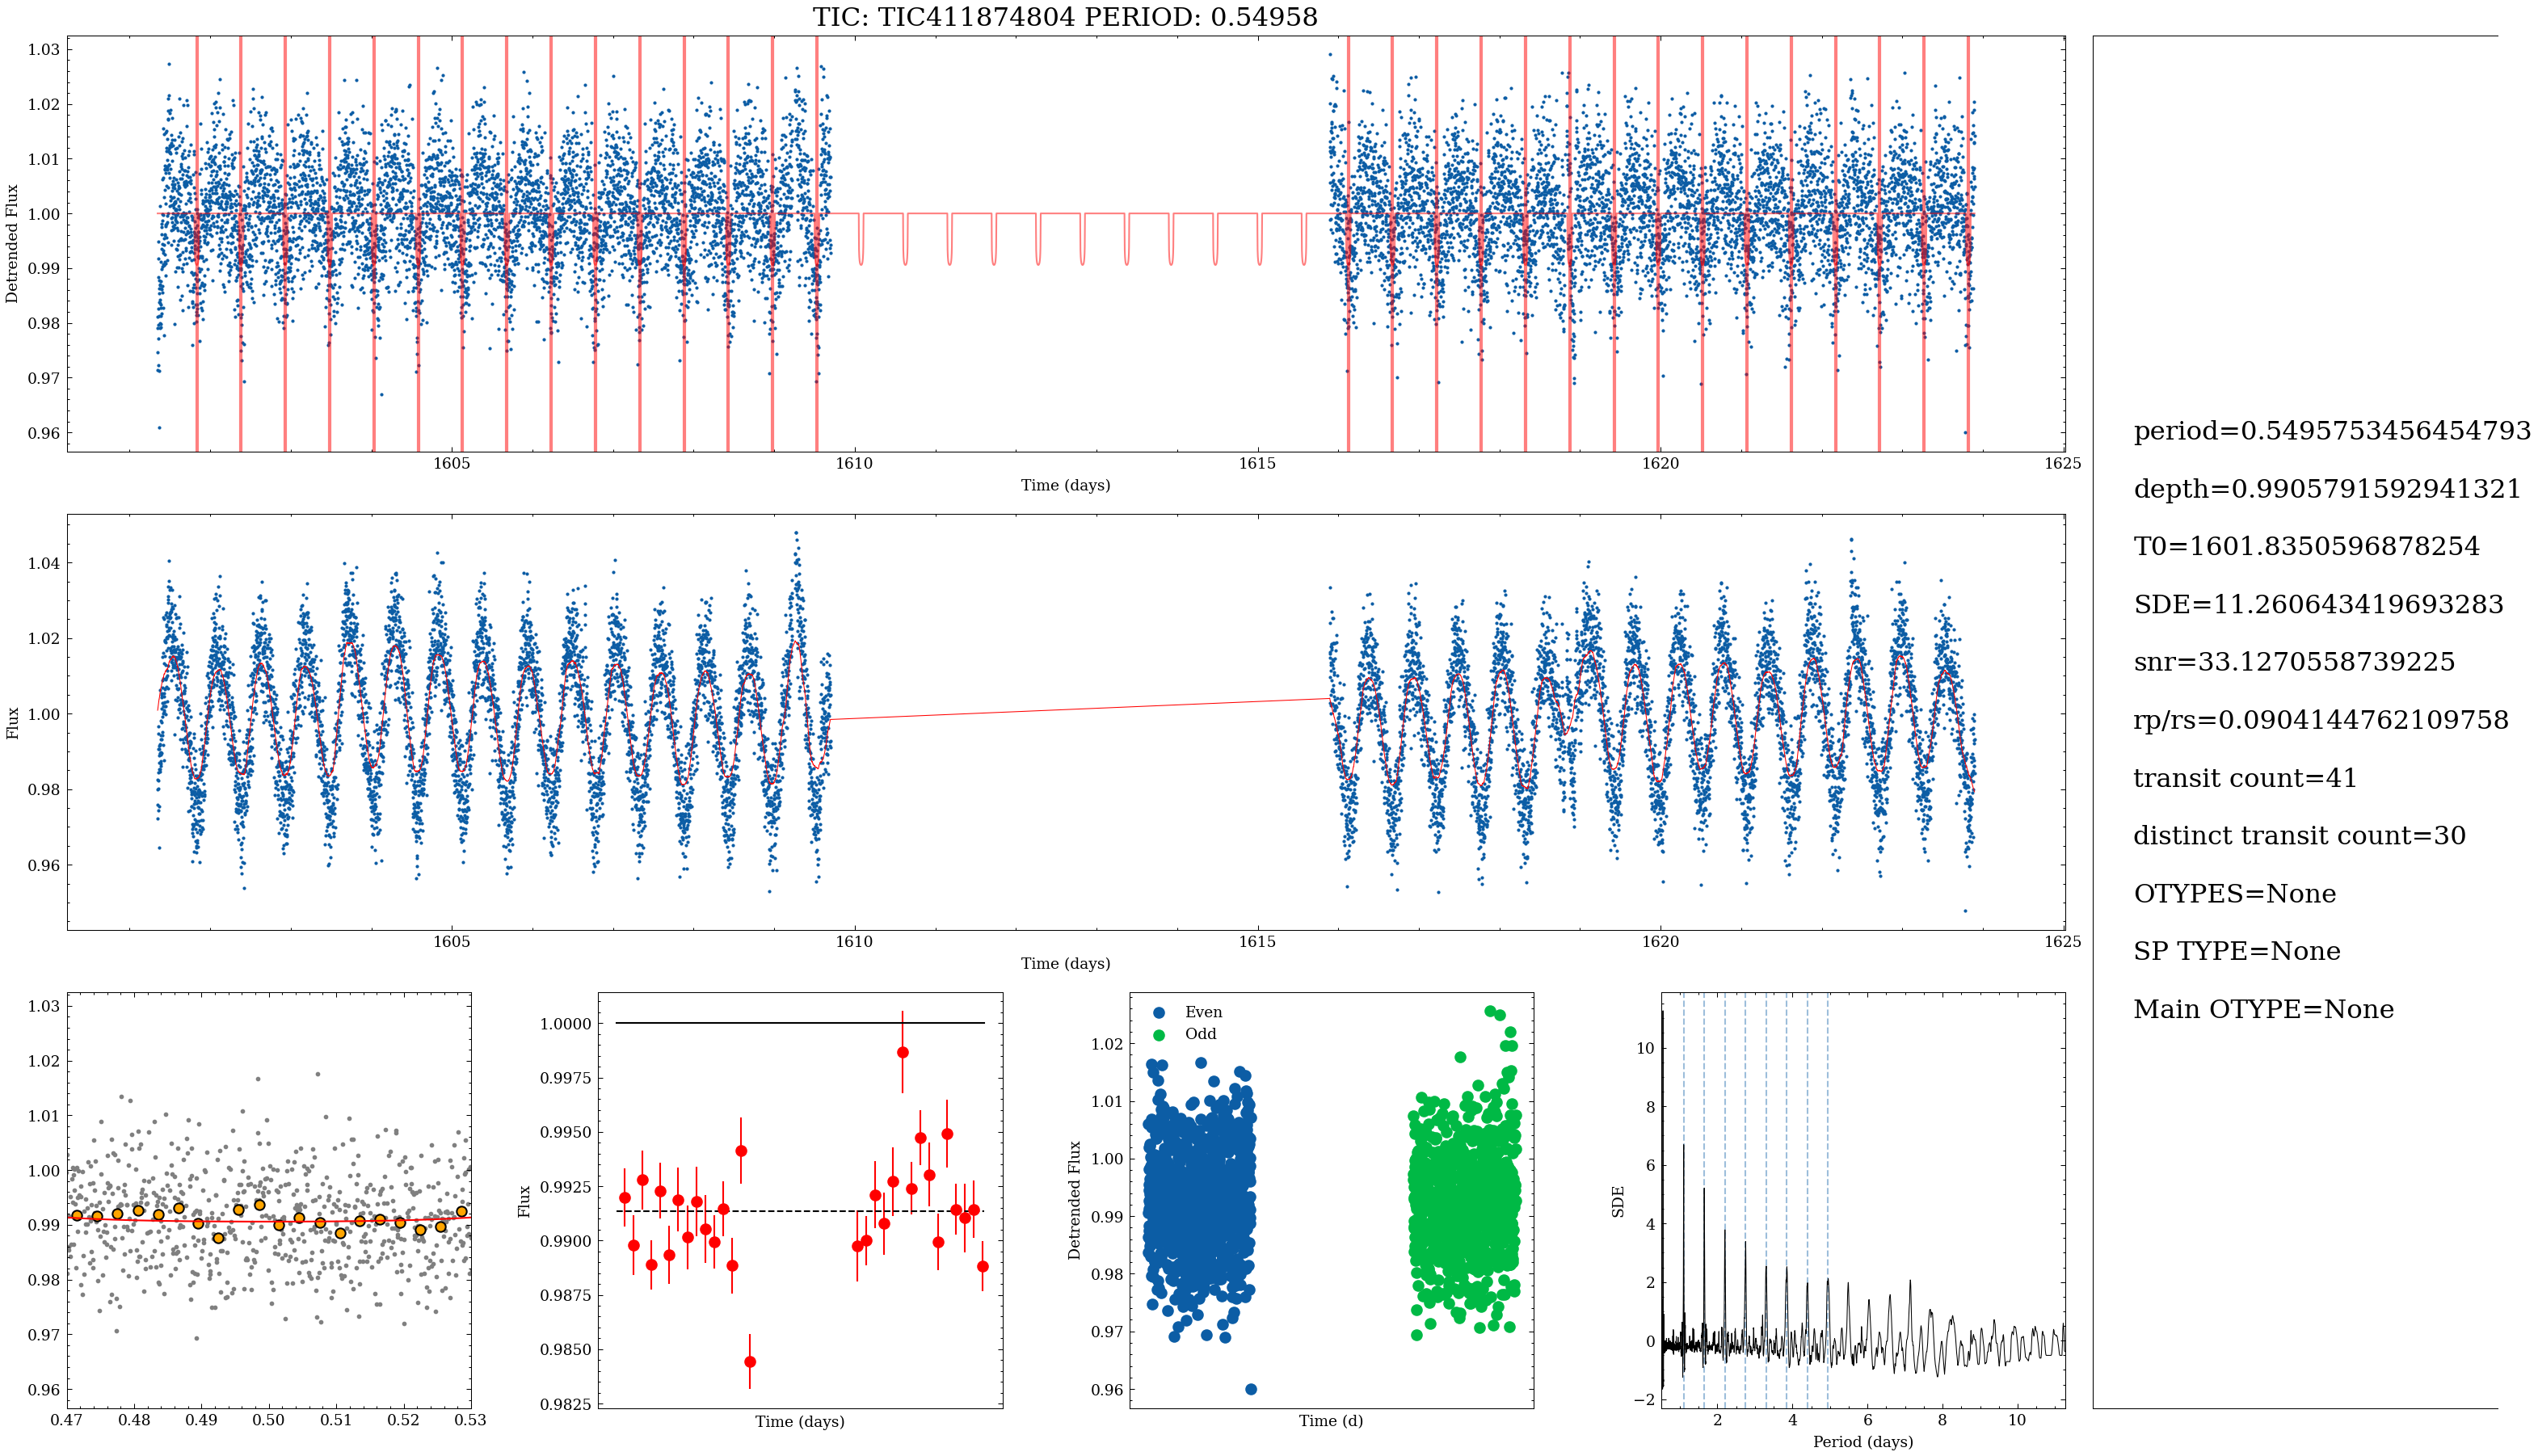 TIC: TIC411874804 PERIOD: 0.54958
1.03
1.02
1.01
1.00
0.99
0.98
0.97
0.96
Detrended Flux
1605
1610
1615
1620
1625
Time (days)
1.04
1.02
1.00
0.98
0.96
Flux
1605
1610
1615
1620
1625
Time (days)
1.03
1.02
1.01
1.00
0.99
0.98
0.97
0.96
0.47
0.48
0.49
0.50
0.51
0.52
0.53
1.0000
0.9975
0.9950
0.9925
0.9900
0.9875
0.9850
0.9825
Flux
Time (days)
Even
Odd
1.02
1.01
1.00
0.99
0.98
0.97
0.96
Detrended Flux
Time (d)
10
8
6
4
2
0
−2
SDE
2
4
6
8
10
Period (days)
period=0.5495753456454793
depth=0.9905791592941321
T0=1601.8350596878254
SDE=11.260643419693283
snr=33.1270558739225
rp/rs=0.0904144762109758
transit count=41
distinct transit count=30
OTYPES=None
SP TYPE=None
Main OTYPE=None